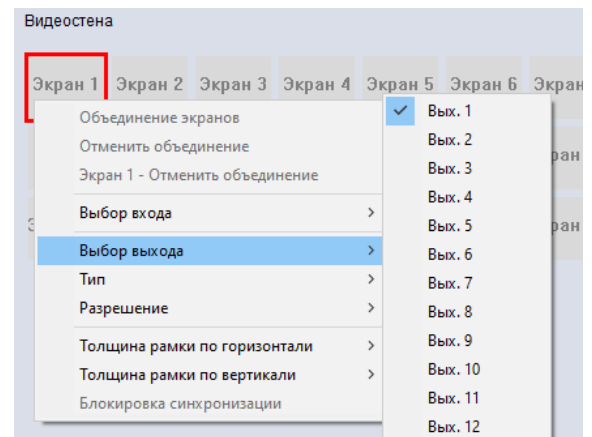 Видеостена
Экран 1 Экран 2 Экран 3 Экран 4 Экран 5 Экран 6 Экран
Объединение экранов
Отменить объединение
Экран 1 - Отменить объединение
Выбор входа
Выбор выхода
Тип
Разрешение
Толщина рамки по горизонтали
Толщина рамки по вертикали
Блокировка синхронизации
Вых. 1
Вых. 2
Вых. 3
Вых. 4
Вых. 5
Вых. 6
Вых. 7
Вых. 8
Вых. 9
Вых. 10
Вых. 11
Вых. 12
ран
ран